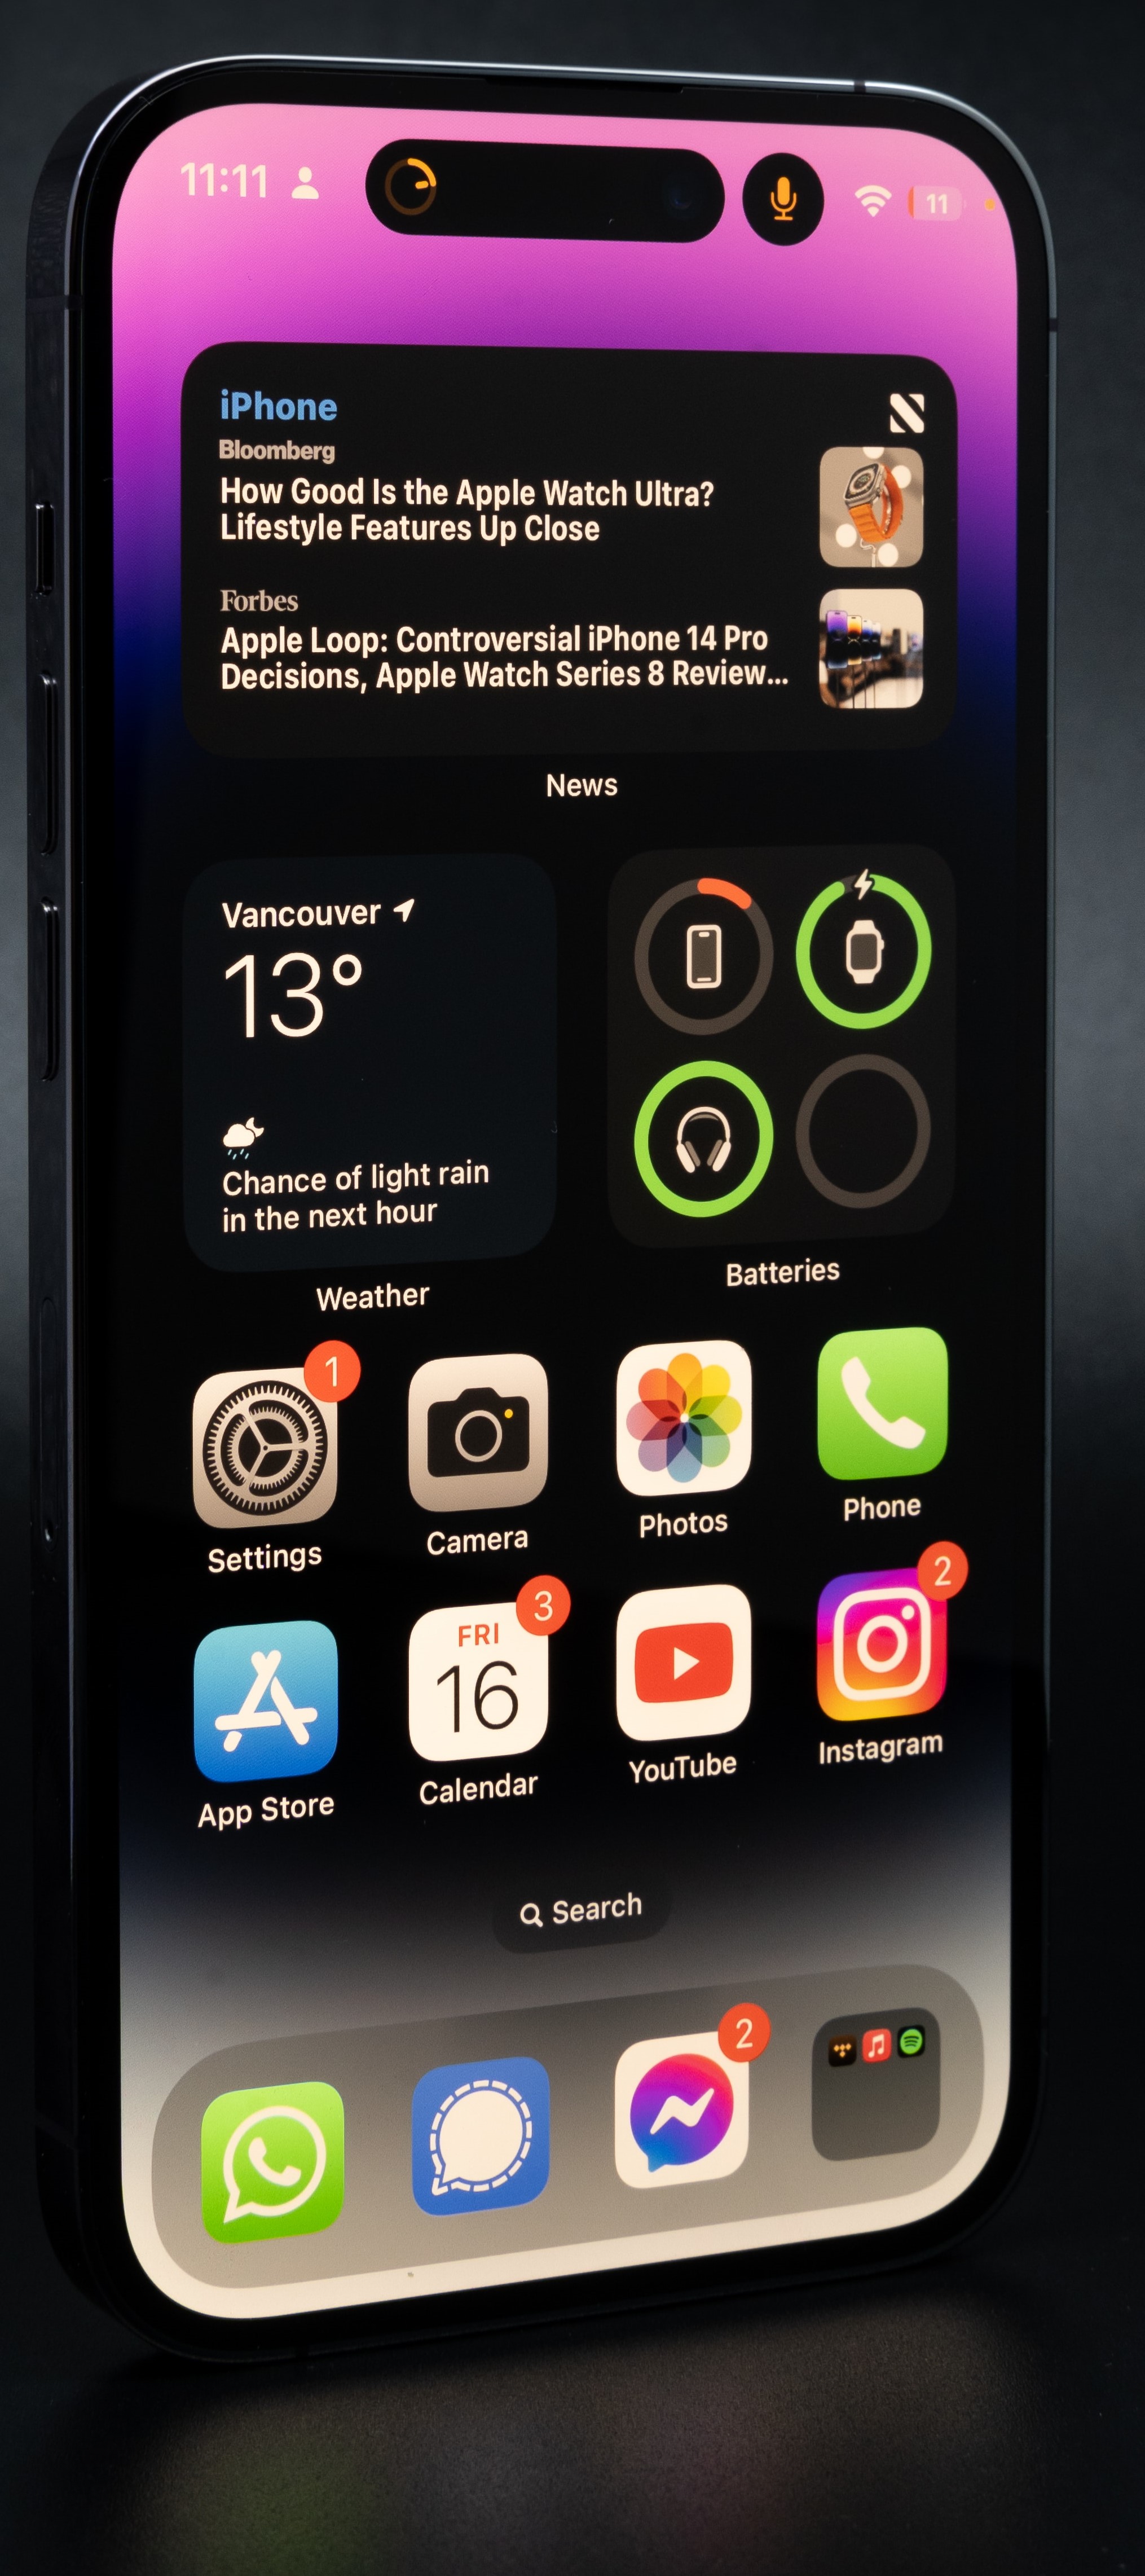 11:11
11
iPhone
Bloomberg
How Good Is the Apple Watch Ultra?
Lifestyle Features Up Close
Forbes
Apple Loop: Controversial iPhone 14 Pro
Decisions, Apple Watch Series 8 Review...
News
Vancouver
13°
Chance of light rain
in the next hour
Weather
Batteries
1
Settings
Camera
Photos
Phone
App Store
3
FRI
16
Calendar
YouTube
2
Instagram
Search
2